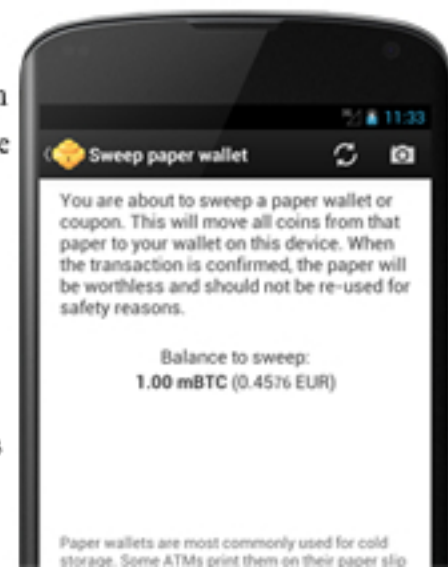 11:33
Sweep paper wallet
You are about to sweep a paper wallet or
coupon. This will move all coins from that
paper to your wallet on this device. When
the transaction is confirmed, the paper will
be worthless and should not be re-used for
safety reasons.
Balance to sweep:
1.00 mBTC (0.4576 EUR)
Paper wallets are most commonly used for cold
storage. Some ATMs print them on their paper slip